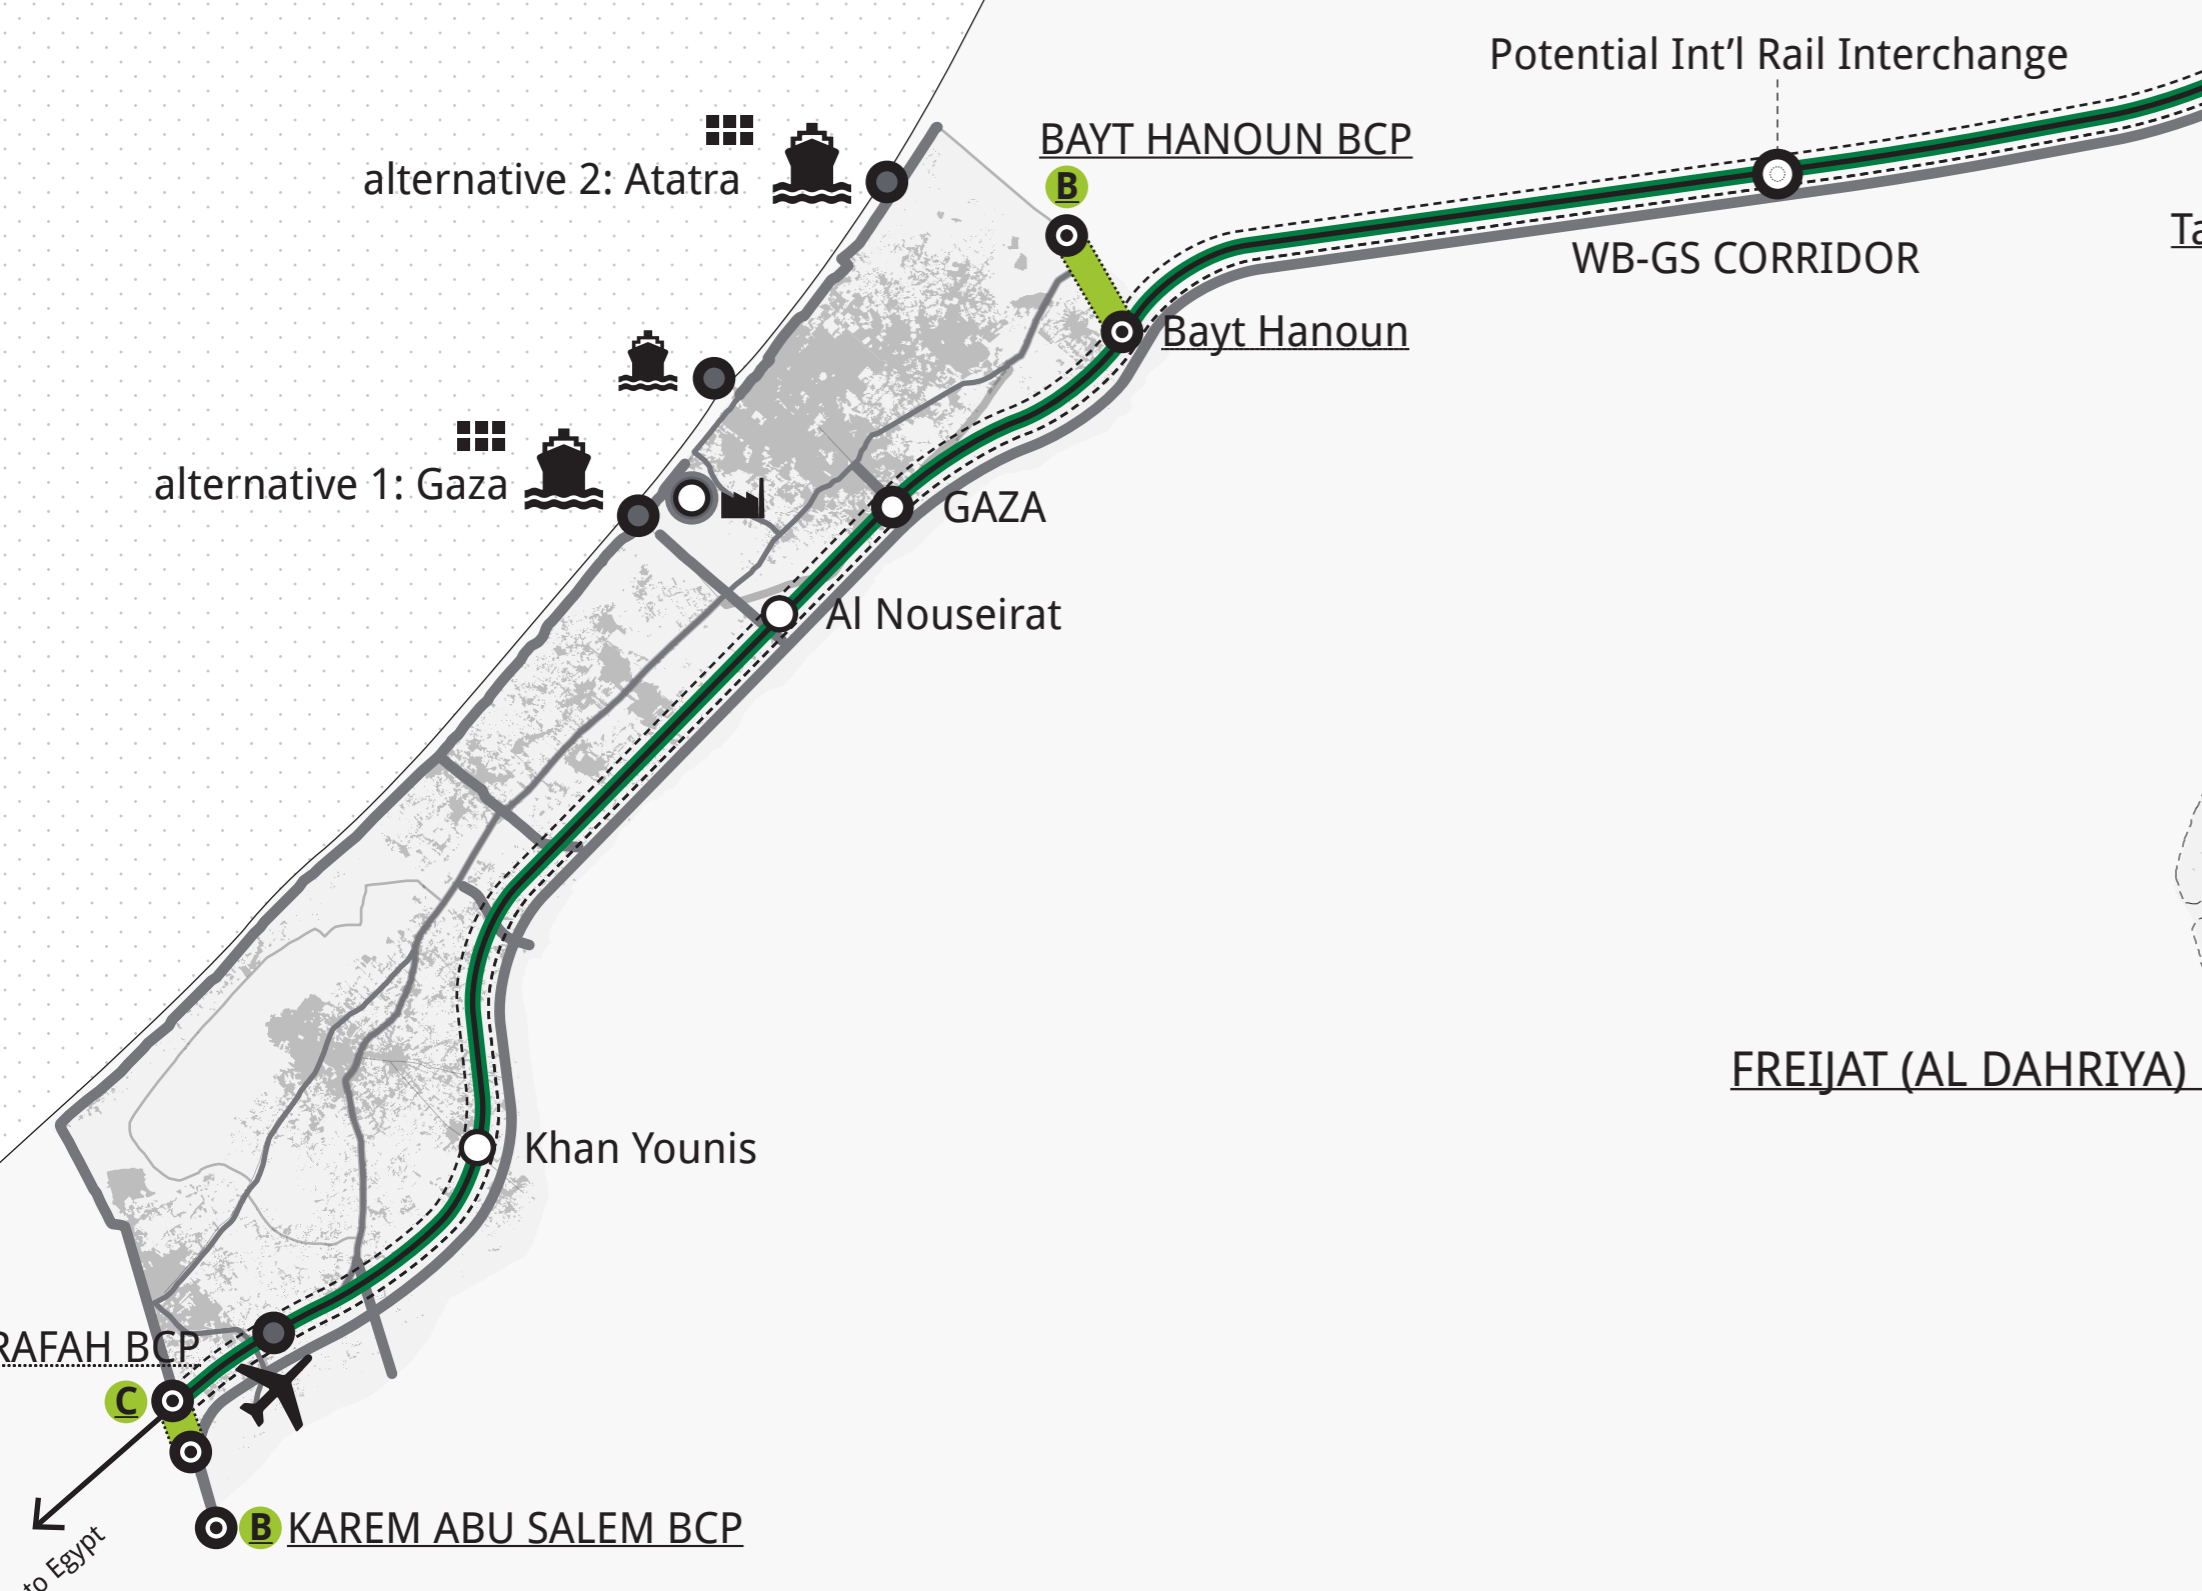 Potential Int’l Rail Interchange
BAYT HANOUN BCP
B
alternative 2: Atatra
Ta
WB-GS CORRIDOR
Bayt Hanoun
alternative 1: Gaza
GAZA
Al Nouseirat
FREIJAT (AL DAHRIYA)
Khan Younis
RAFAH BCP
C
B KAREM ABU SALEM BCP
to Egypt